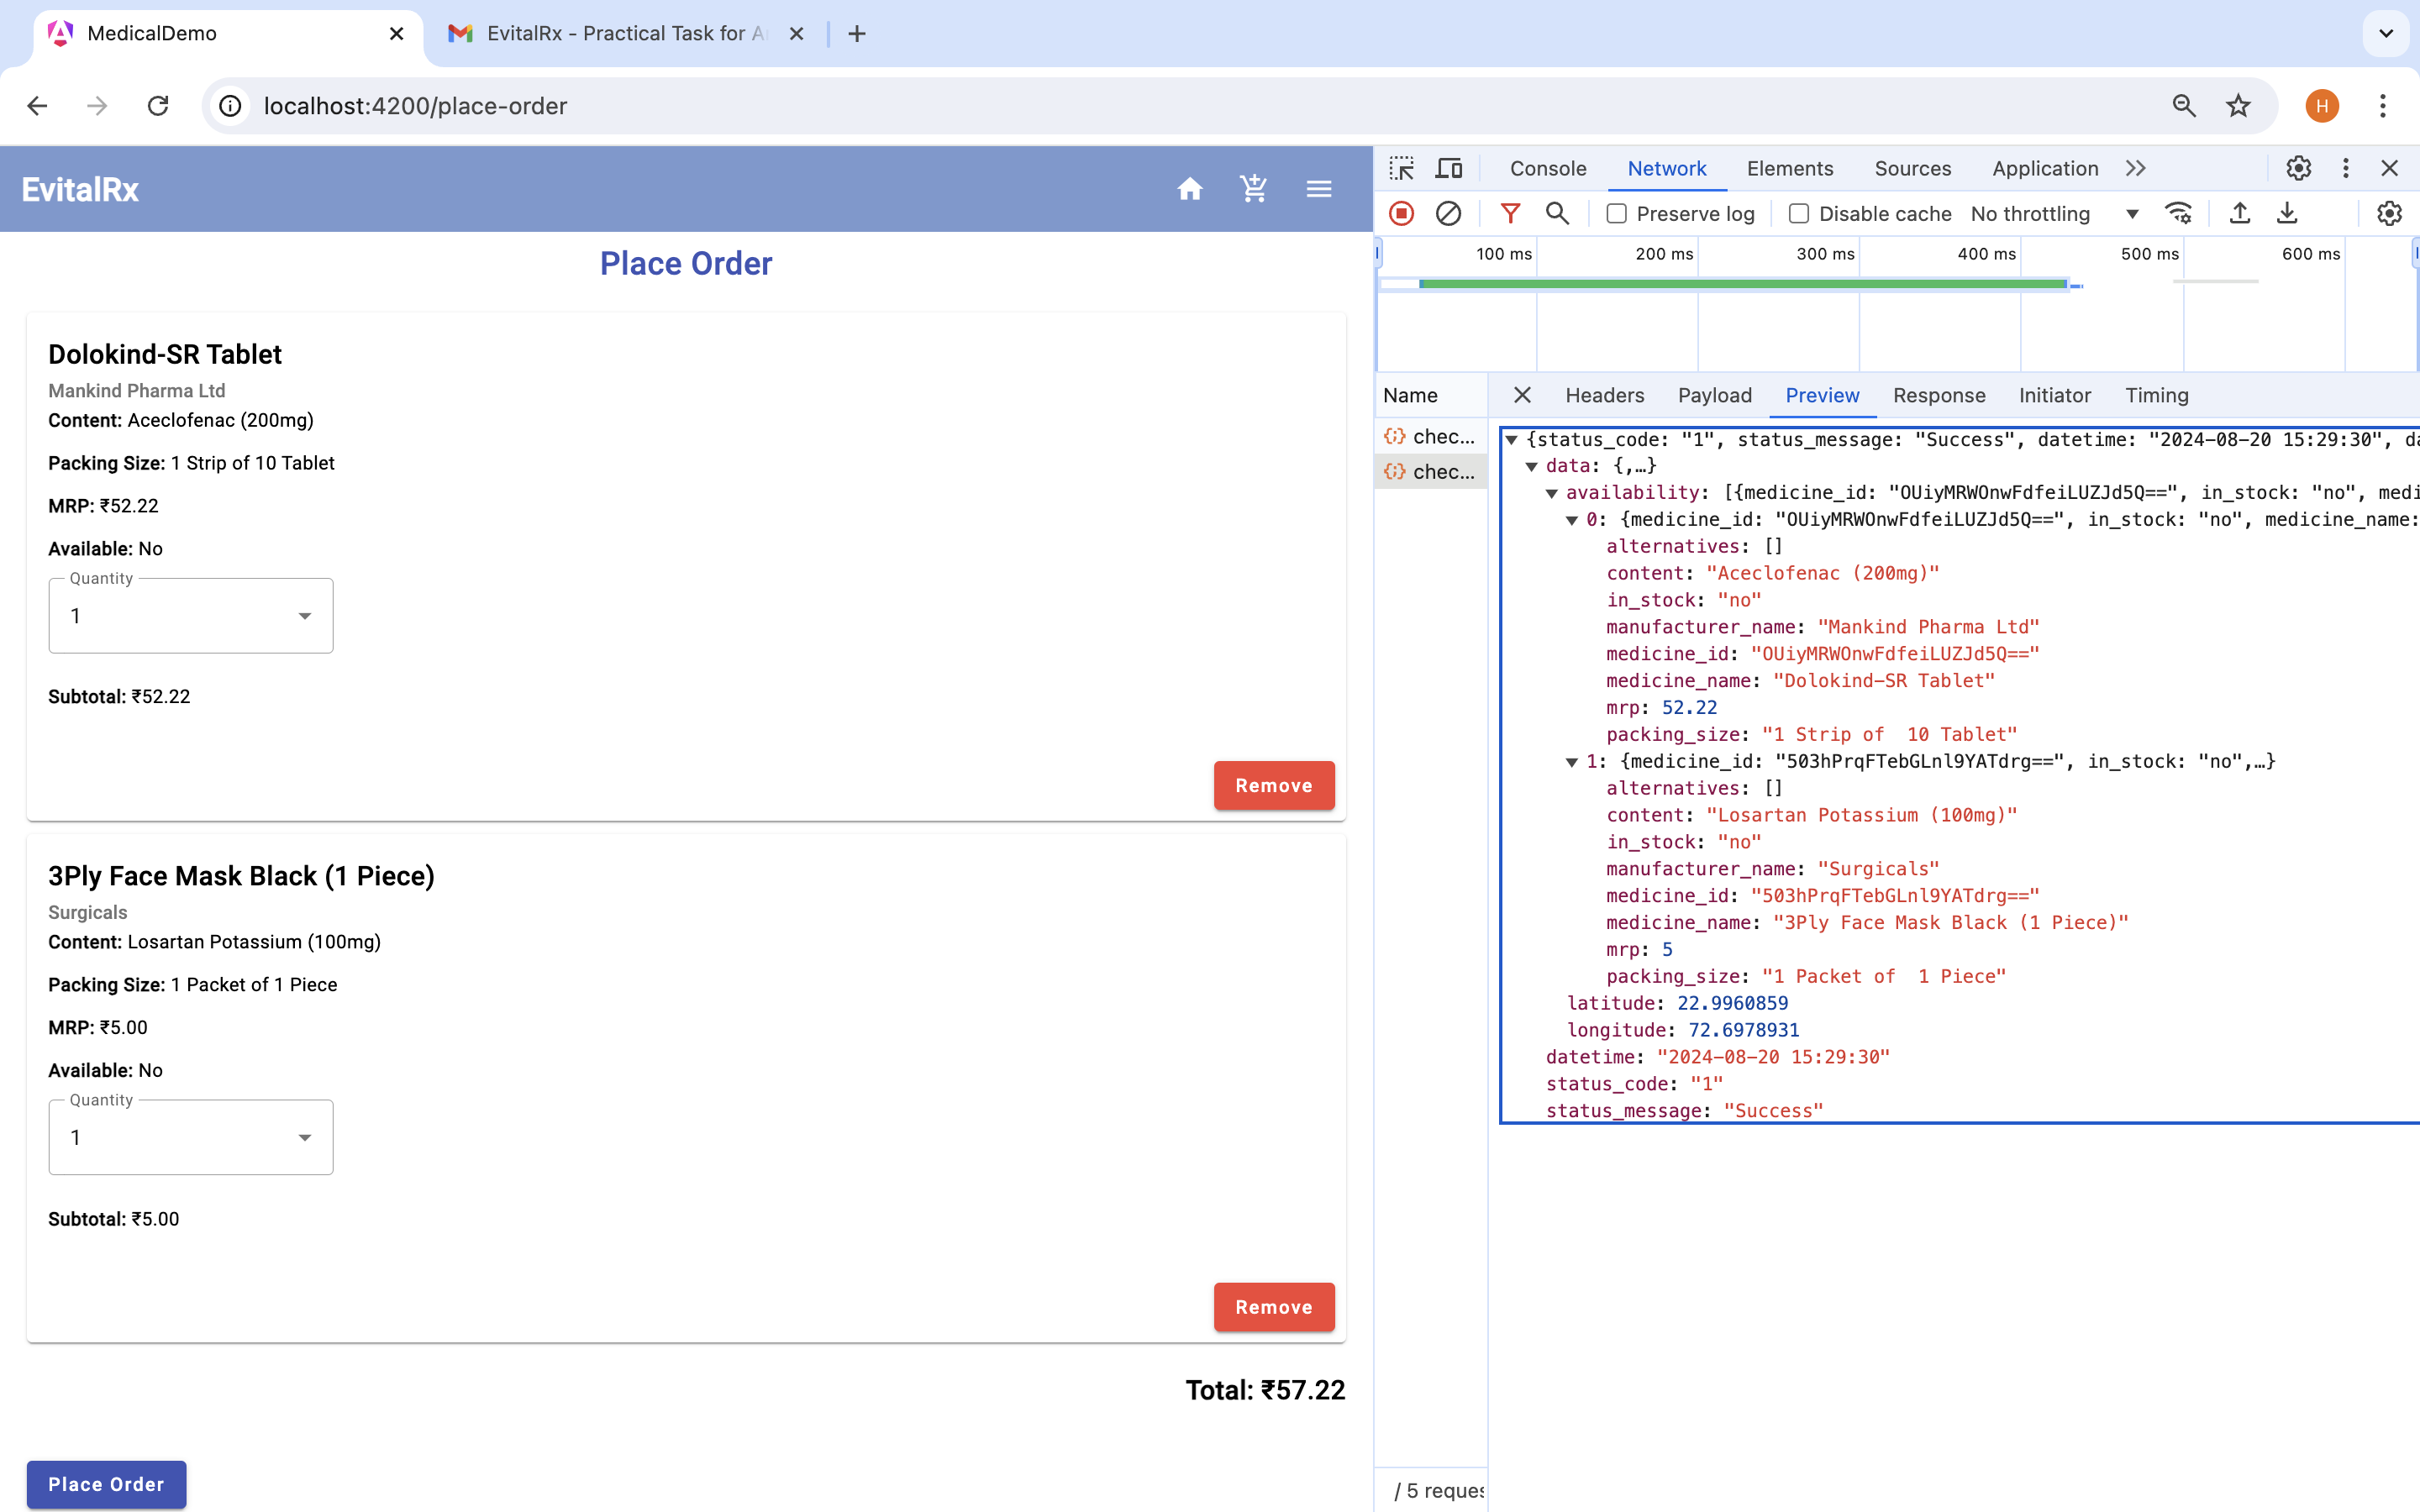 MedicalDemo
EvitalRx - Practical Task for A
localhost:4200/place-order
H
EvitalRx
Place Order
Dolokind-SR Tablet
Mankind Pharma Ltd
Content: Aceclofenac (200mg)
Packing Size: 1 Strip of 10 Tablet
MRP: ₹52.22
Available: No
Quantity
1
Subtotal: ₹52.22
Remove
3Ply Face Mask Black (1 Piece)
Surgicals
Content: Losartan Potassium (100mg)
Packing Size: 1 Packet of 1 Piece
MRP: ₹5.00
Available: No
Quantity
1
Subtotal: ₹5.00
Remove
Total: ₹57.22
Place Order
Console Network Elements Sources Application
Preserve log Disable cache No throttling
100 ms 200 ms 300 ms 400 ms 500 ms 600 ms
Name
chec...
chec...
/ 5 reques
Headers Payload Preview Response Initiator Timing
{status_code: "1", status_message: "Success", datetime: "2024-08-20 15:29:30", da
data: {,…}
availability: [{medicine_id: "OUiyMRWOnwFdfeiLUZJd5Q==", in_stock: "no", medi
0: {medicine_id: "OUiyMRWOnwFdfeiLUZJd5Q==", in_stock: "no", medicine_name:
alternatives: []
content: "Aceclofenac (200mg)"
in_stock: "no"
manufacturer_name: "Mankind Pharma Ltd"
medicine_id: "OUiyMRWOnwFdfeiLUZJd5Q=="
medicine_name: "Dolokind-SR Tablet"
mrp: 52.22
packing_size: "1 Strip of  10 Tablet"
1: {medicine_id: "503hPrqFTebGLnl9YATdrg==", in_stock: "no",…}
alternatives: []
content: "Losartan Potassium (100mg)"
in_stock: "no"
manufacturer_name: "Surgicals"
medicine_id: "503hPrqFTebGLnl9YATdrg=="
medicine_name: "3Ply Face Mask Black (1 Piece)"
mrp: 5
packing_size: "1 Packet of  1 Piece"
latitude: 22.9960859
longitude: 72.6978931
datetime: "2024-08-20 15:29:30"
status_code: "1"
status_message: "Success"